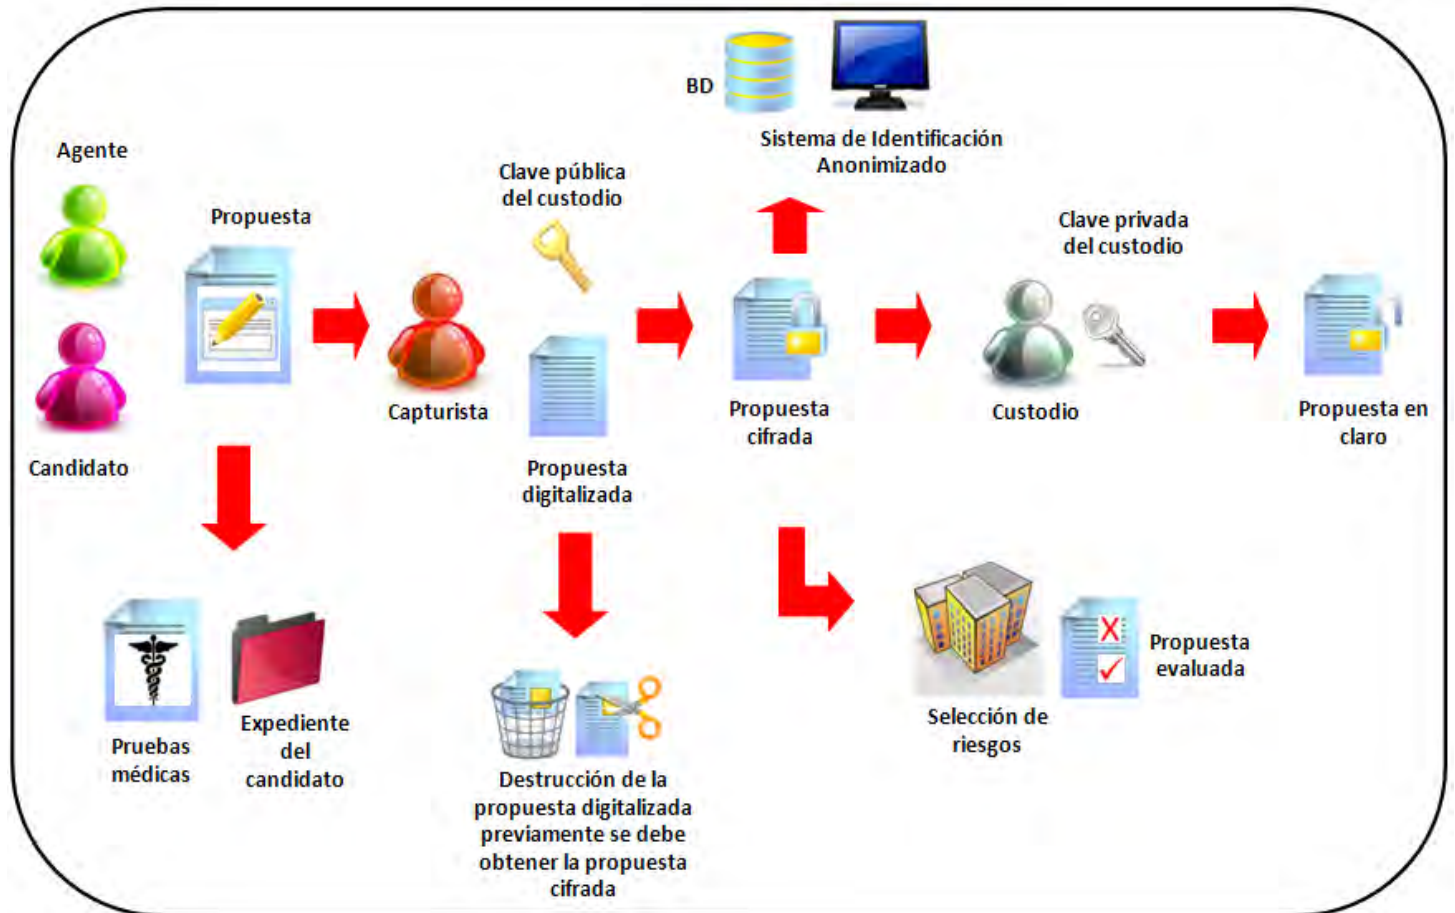 BD
Sistema de Identificación
Anonimizado
Agente
Clave pública
del custodio
Propuesta
Clave privada
del custodio
Capturista
Propuesta
cifrada
Custodio
Propuesta en
claro
Candidato
Propuesta
digitalizada
Pruebas
médicas
Expediente
del
candidato
Destrucción de la
propuesta digitalizada
previamente se debe
obtener la propuesta
cifrada
Selección de
riesgos
Propuesta
evaluada